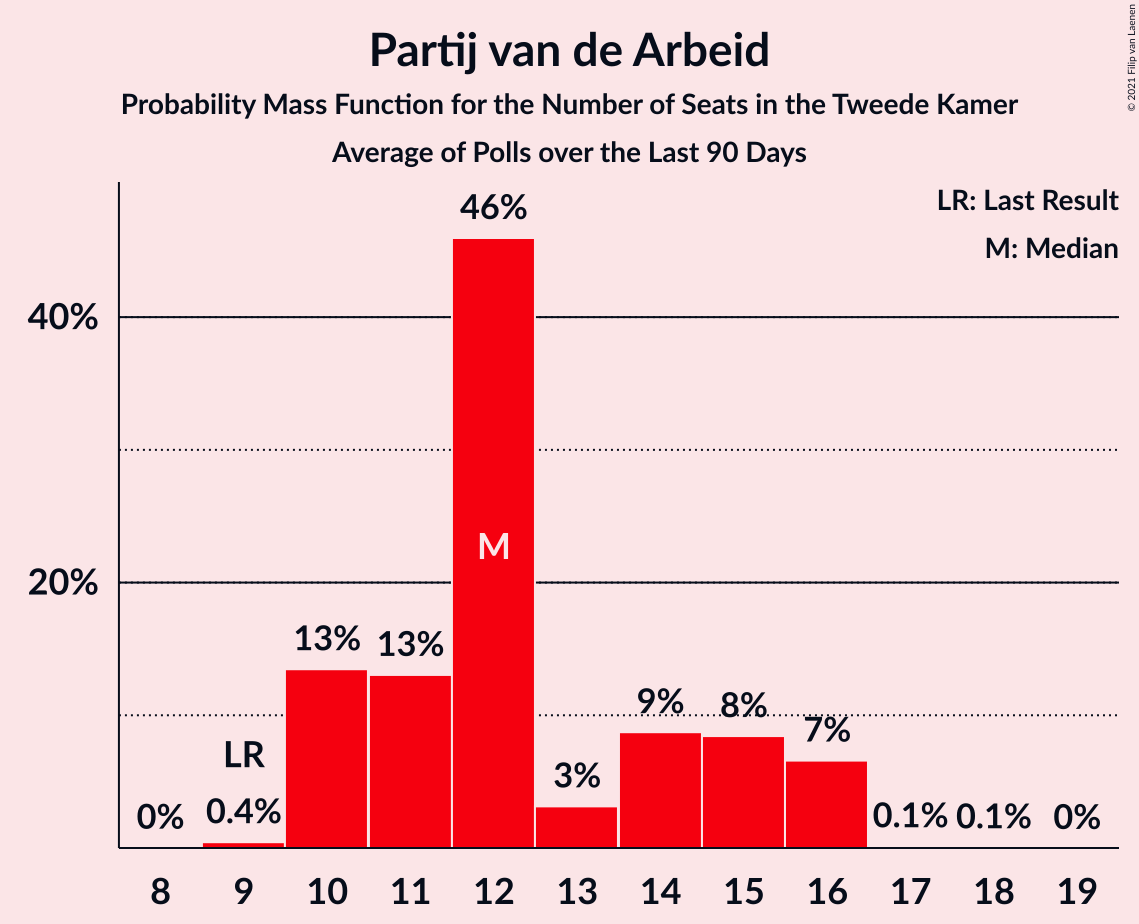 Partij van de Arbeid
Probability Mass Function for the Number of Seats in the Tweede Kamer
Average of Polls over the Last 90 Days
© 2021 Filip van Laenen
LR: Last Result
M: Median
46%
40%
M
20%
13%
13%
9%
8%
7%
LR
3%
0%
0.4%
0.1%
0.1%
0%
8 9 10 11 12 13 14 15 16 17 18 19